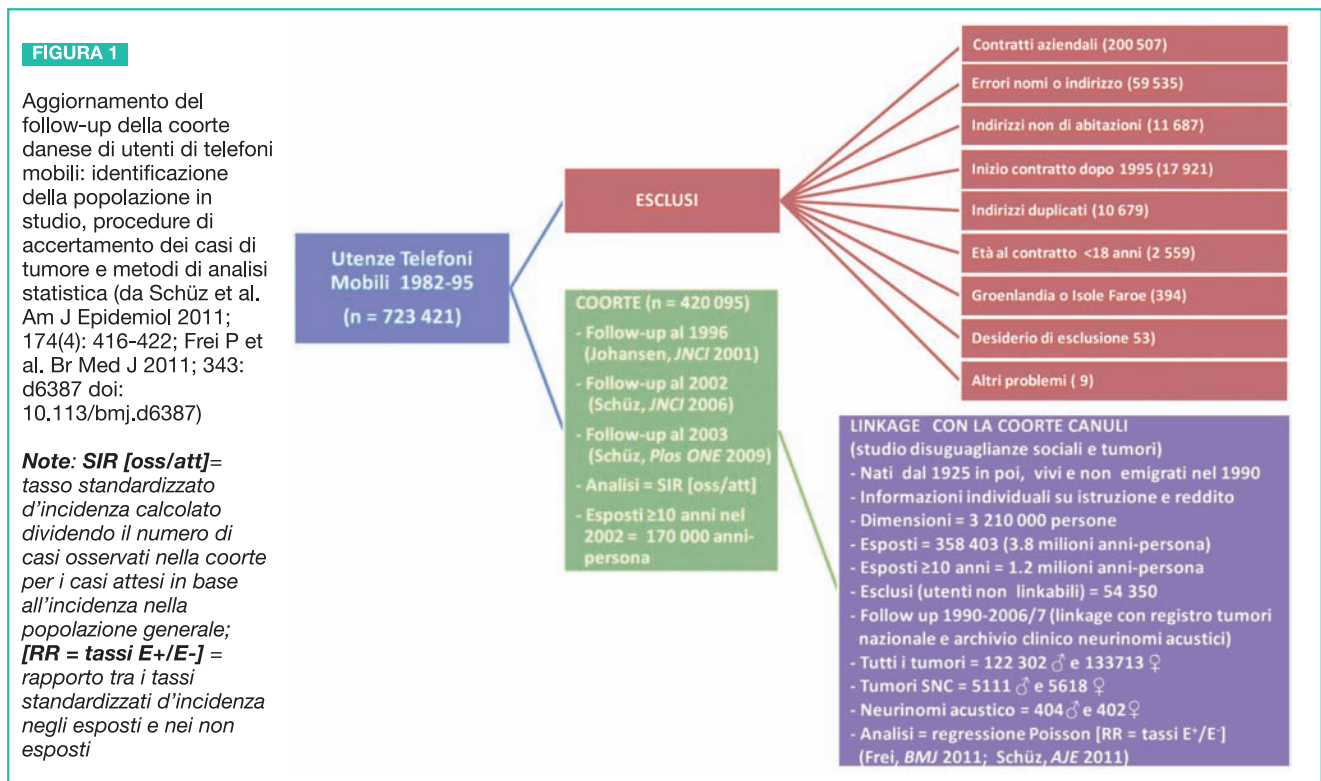 FIGURA 1
Aggiornamento del
follow-up della coorte
danese di utenti di telefoni
mobili: identificazione
della popolazione in
studio, procedure di
accertamento dei casi di
tumore e metodi di analisi
statistica (da Schüz et al.
Am J Epidemiol 2011;
174(4): 416-422; Frei P et
al. Br Med J 2011; 343:
d6387 doi:
10.113/bmj.d6387)
Note: SIR [oss/att]=
tasso standardizzato
d'incidenza calcolato
dividendo il numero di
casi osservati nella coorte
per i casi attesi in base
all'incidenza nella
popolazione generale;
[RR = tassi E+/E-] =
rapporto tra i tassi
standardizzati d'incidenza
negli esposti e nei non
esposti
Utenze Telefoni
Mobili 1982-95
(n = 723 421)
ESCLUSI
Contratti aziendali (200 507)
Errori nomi o indirizzo (59 535)
Indirizzi non di abitazioni (11 687)
Inizio contratto dopo 1995 (17 921)
Indirizzi duplicati (10 679)
Età al contratto <18 anni (2 559)
Groenlandia o Isole Faroe (394)
Desiderio di esclusione 53)
Altri problemi ( 9)
COORTE (n = 420 095)
- Follow-up al 1996
(Johansen, JNCI 2001)
- Follow-up al 2002
(Schüz, JNCI 2006)
- Follow-up al 2003
(Schüz, Plos ONE 2009)
- Analisi = SIR [oss/att]
- Esposti ≥10 anni nel
2002 = 170 000 anni-
persona
LINKAGE CON LA COORTE CANULI
(studio disuguaglianze sociali e tumori)
- Nati dal 1925 in poi, vivi e non emigrati nel 1990
- Informazioni individuali su istruzione e reddito
- Dimensioni = 3 210 000 persone
- Esposti = 358 403 (3.8 milioni anni-persona)
- Esposti ≥10 anni = 1.2 milioni anni-persona
- Esclusi (utenti non linkabili) = 54 350
- Follow up 1990-2006/7 (linkage con registro tumori
nazionale e archivio clinico neurinomi acustici)
- Tutti i tumori = 122 302 ♂ e 133713 ♀
- Tumori SNC = 5111 ♂ e 5618 ♀
- Neurinomi acustico = 404 ♂ e 402 ♀
- Analisi = regressione Poisson [RR = tassi E⁺/E⁻]
(Frei, BMJ 2011; Schüz, AJE 2011)